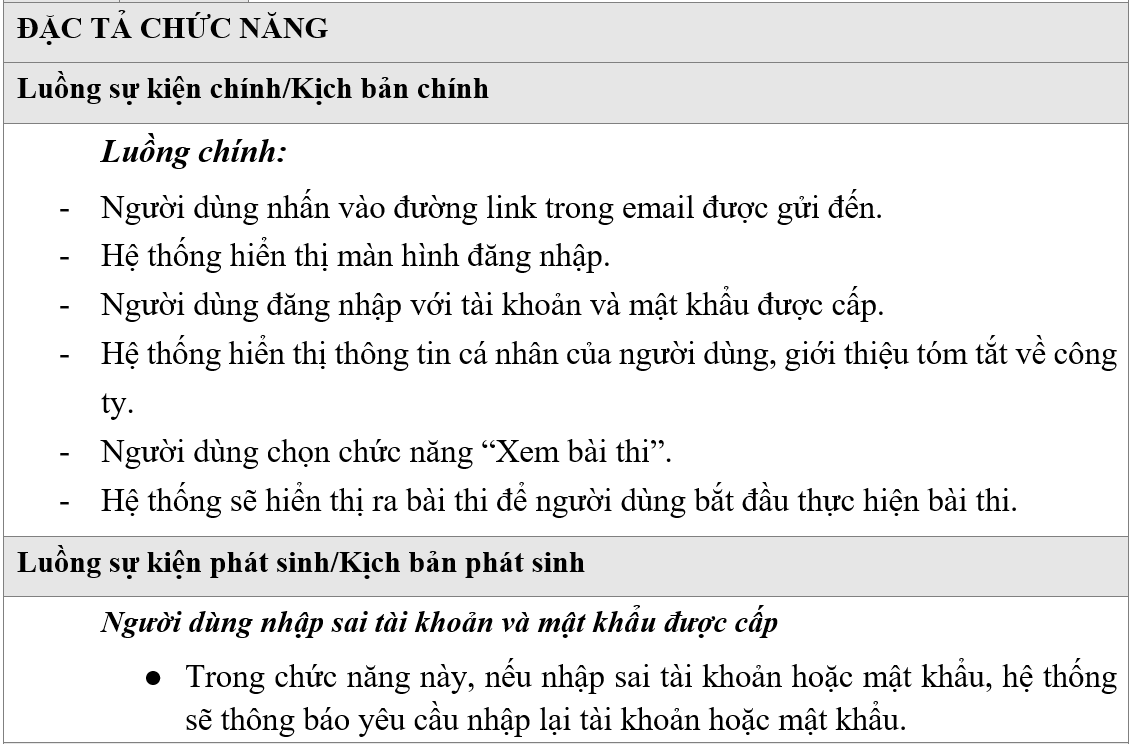 ĐẶC TẢ CHỨC NĂNG
Luồng sự kiện chính/Kịch bản chính
Luồng chính:
- Người dùng nhấn vào đường link trong email được gửi đến.
- Hệ thống hiển thị màn hình đăng nhập.
- Người dùng đăng nhập với tài khoản và mật khẩu được cấp.
- Hệ thống hiển thị thông tin cá nhân của người dùng, giới thiệu tóm tắt về công
ty.
- Người dùng chọn chức năng “Xem bài thi”.
- Hệ thống sẽ hiển thị ra bài thi để người dùng bắt đầu thực hiện bài thi.
Luồng sự kiện phát sinh/Kịch bản phát sinh
Người dùng nhập sai tài khoản và mật khẩu được cấp
● Trong chức năng này, nếu nhập sai tài khoản hoặc mật khẩu, hệ thống
sẽ thông báo yêu cầu nhập lại tài khoản hoặc mật khẩu.